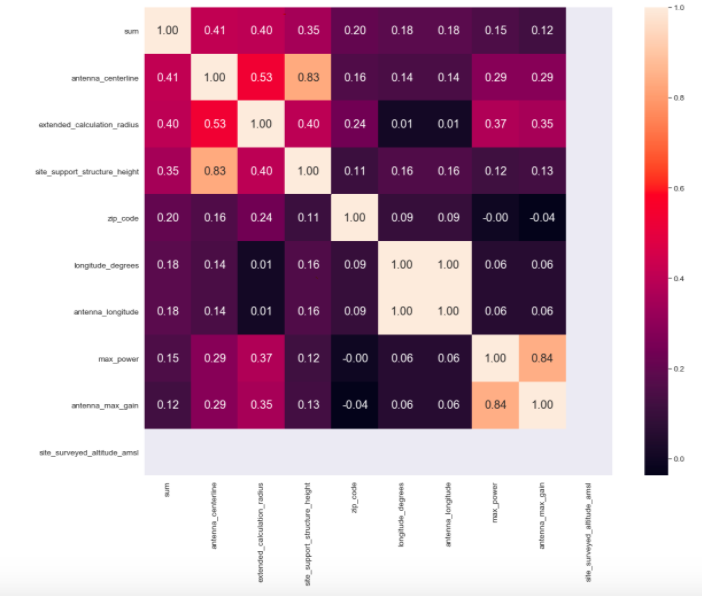 sum 1.00 0.41 0.40 0.35 0.20 0.18 0.18 0.15 0.12
antenna_centerline 0.41 1.00 0.53 0.83 0.16 0.14 0.14 0.29 0.29
extended_calculation_radius 0.40 0.53 1.00 0.40 0.24 0.01 0.01 0.37 0.35
site_support_structure_height 0.35 0.83 0.40 1.00 0.11 0.16 0.16 0.12 0.13
zip_code 0.20 0.16 0.24 0.11 1.00 0.09 0.09 -0.00 -0.04
longitude_degrees 0.18 0.14 0.01 0.16 0.09 1.00 1.00 0.06 0.06
antenna_longitude 0.18 0.14 0.01 0.16 0.09 1.00 1.00 0.06 0.06
max_power 0.15 0.29 0.37 0.12 -0.00 0.06 0.06 1.00 0.84
antenna_max_gain 0.12 0.29 0.35 0.13 -0.04 0.06 0.06 0.84 1.00
site_surveyed_altitude_amsl
sum
antenna_centerline
extended_calculation_radius
site_support_structure_height
zip_code
longitude_degrees
antenna_longitude
max_power
antenna_max_gain
site_surveyed_altitude_amsl
1.0
0.8
0.6
0.4
0.2
0.0